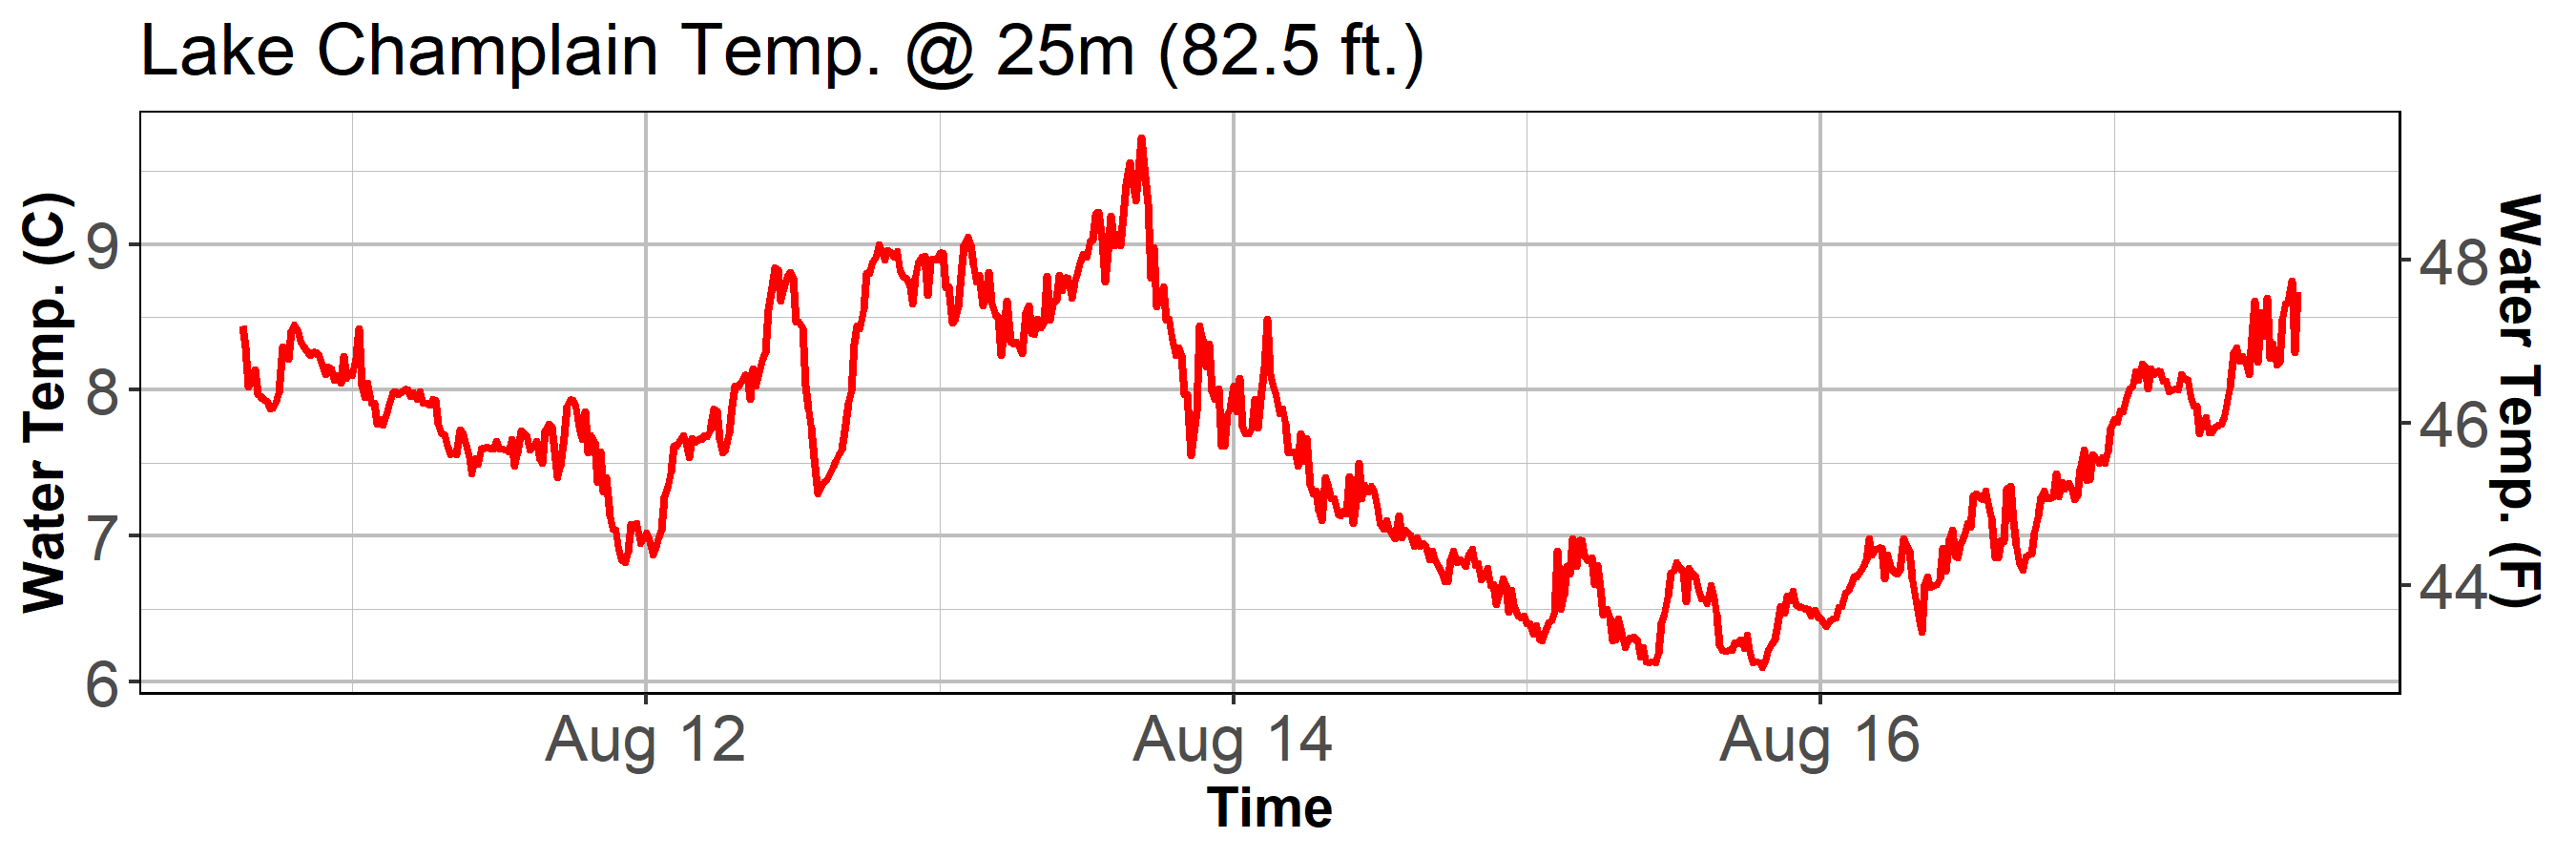 Lake Champlain Temp. @ 25m (82.5 ft.)
Water Temp. (C)
9
8
7
6
48
46
44
Water Temp. (F)
Aug 12
Aug 14
Aug 16
Time